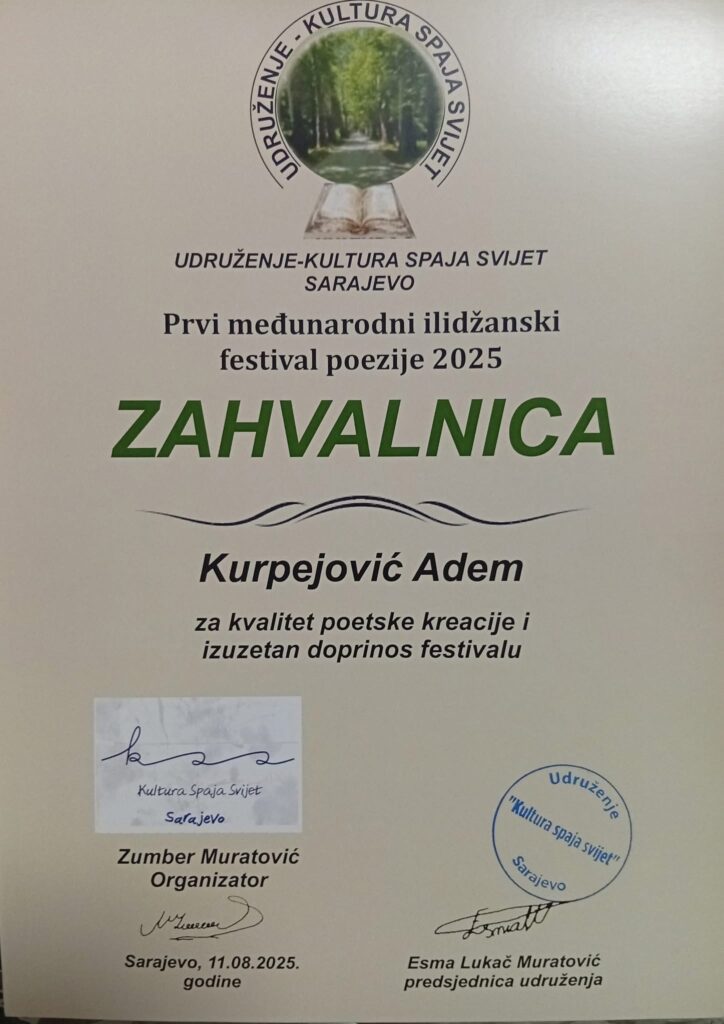 UDRUŽENJE - KULTURA SPAJA SVIJET
UDRUŽENJE-KULTURA SPAJA SVIJET
SARAJEVO
Prvi međunarodni ilidžanski
festival poezije 2025
ZAHVALNICA
Kurpejović Adem
za kvalitet poetske kreacije i
izuzetan doprinos festivalu
kss
Kultura Spaja Svijet
Sarajevo
Udruženje
"Kultura spaja svijet"
Sarajevo
Zumber Muratović
Organizator
Sarajevo, 11.08.2025.
godine
Esma Lukač Muratović
predsjednica udruženja